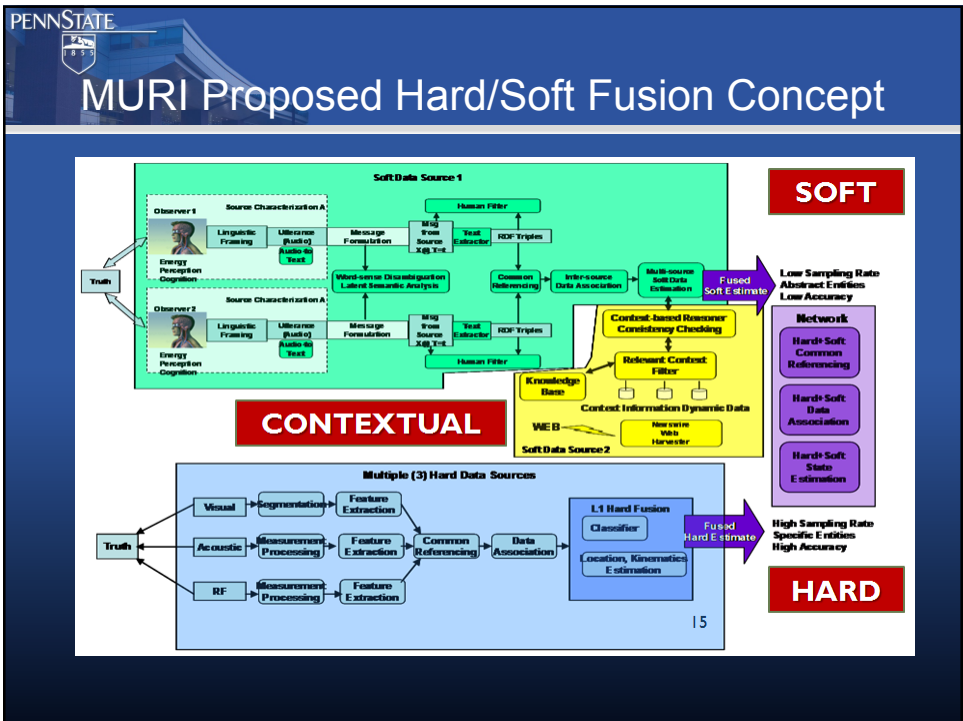 PENNSTATE
1855
MURI Proposed Hard/Soft Fusion Concept
Soft Data Source 1
SOFT
Observer 1
Source Characterization A
Linguistic
Framing
Utterance
(Audio)
Audio-to
Text
Message
Formulation
Msg
from
Source
X@ T=t
Text
Extractor
RDF Triples
Human Filter
Energy
Perception
Cognition
Truth
Word-sense Disambiguation
Latent Semantic Analysis
Common
Referencing
Inter-source
Data Association
Multi-source
Soft Data
Estimation
Fused
Soft Estimate
Low Sampling Rate
Abstract Entities
Low Accuracy
Observer 2
Source Characterization A
Linguistic
Framing
Utterance
(Audio)
Audio-to
Text
Message
Formulation
Msg
from
Source
X@ T=t
Text
Extractor
RDF Triples
Human Filter
Energy
Perception
Cognition
Context-based Reasoner
Consistency Checking
Relevant Context
Filter
Knowledge
Base
Context Information Dynamic Data
WEB
Newswire
Web
Harvester
Soft Data Source 2
Network
Hard+Soft
Common
Referencing
Hard+Soft
Data
Association
Hard+Soft
State
Estimation
CONTEXTUAL
Multiple (3) Hard Data Sources
Truth
Visual
Segmentation
Feature
Extraction
Acoustic
Measurement
Processing
Feature
Extraction
Common
Referencing
Data
Association
RF
Measurement
Processing
Feature
Extraction
L1 Hard Fusion
Classifier
Location, Kinematics
Estimation
Fused
Hard Estimate
High Sampling Rate
Specific Entities
High Accuracy
HARD
15